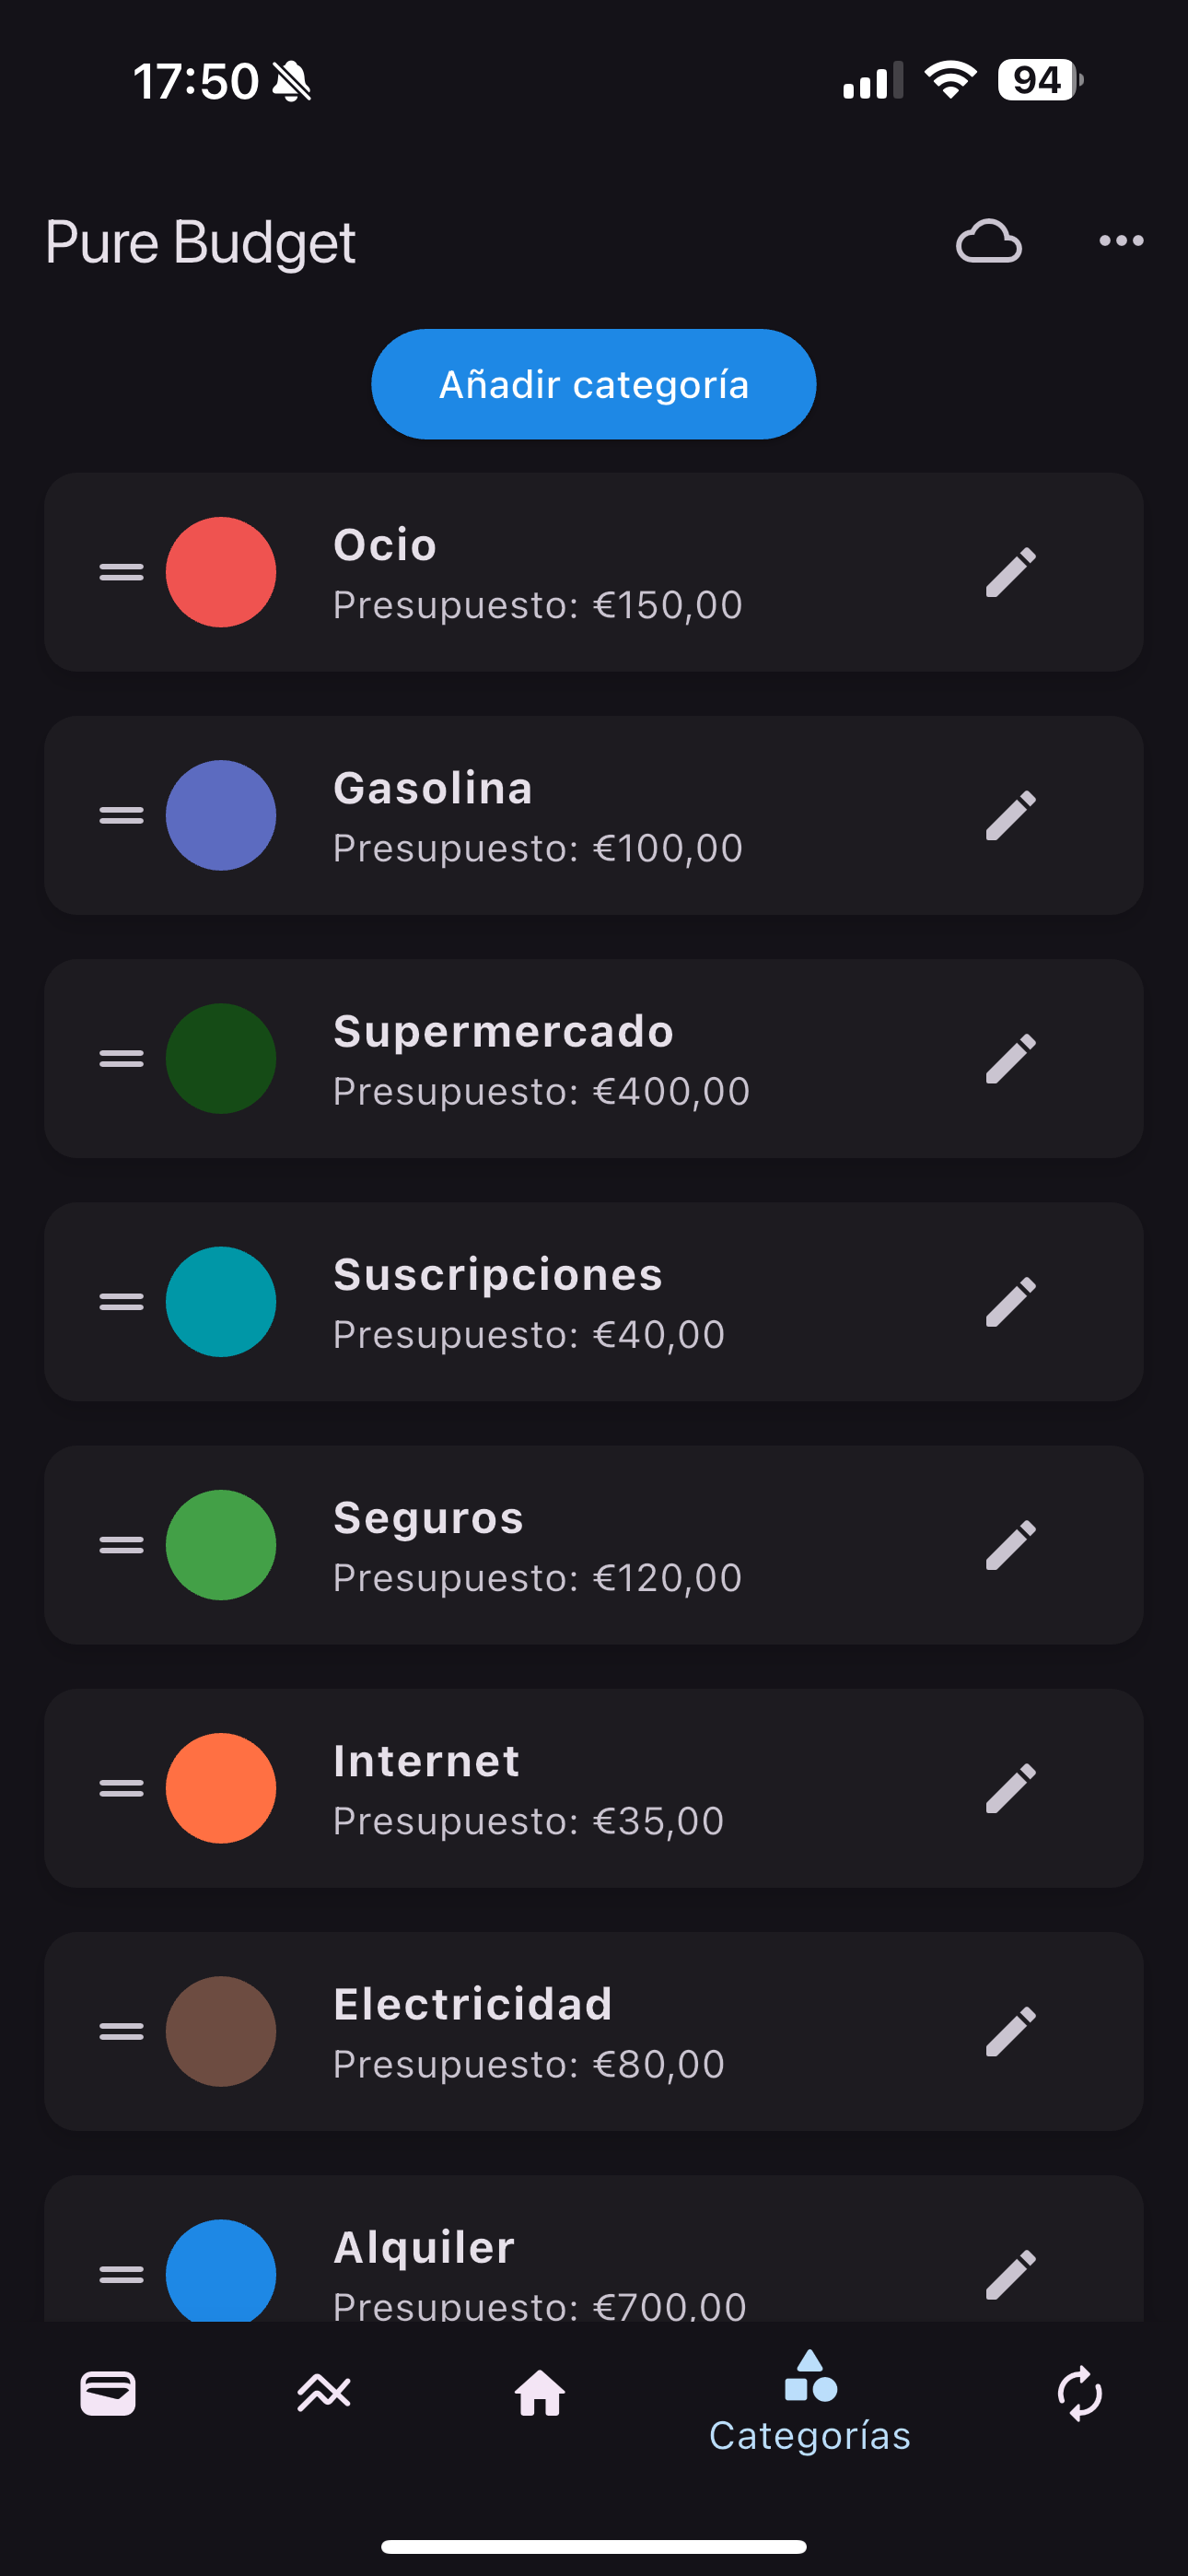 17:50
94
Pure Budget
Añadir categoría
Ocio
Presupuesto: €150,00
Gasolina
Presupuesto: €100,00
Supermercado
Presupuesto: €400,00
Suscripciones
Presupuesto: €40,00
Seguros
Presupuesto: €120,00
Internet
Presupuesto: €35,00
Electricidad
Presupuesto: €80,00
Alquiler
Presupuesto: €700,00
Categorías